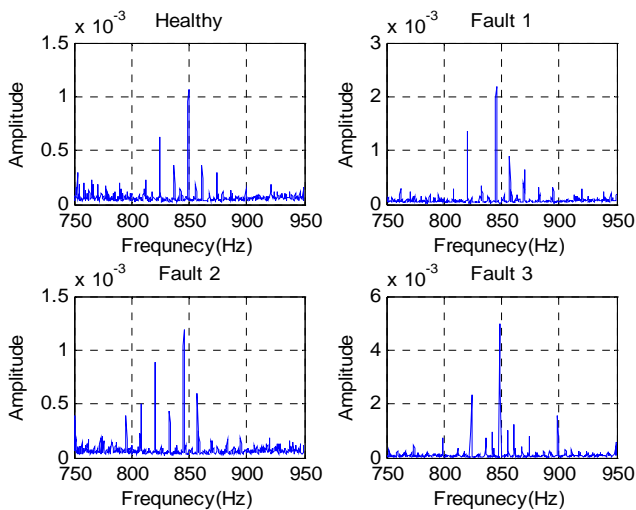 Healthy
x 10^-3
1.5
1
0.5
0
Amplitude
750 800 850 900 950
Frequnecy(Hz)
Fault 1
x 10^-3
3
2
1
0
Amplitude
750 800 850 900 950
Frequnecy(Hz)
Fault 2
x 10^-3
1.5
1
0.5
0
Amplitude
750 800 850 900 950
Frequnecy(Hz)
Fault 3
x 10^-3
6
4
2
0
Amplitude
750 800 850 900 950
Frequnecy(Hz)